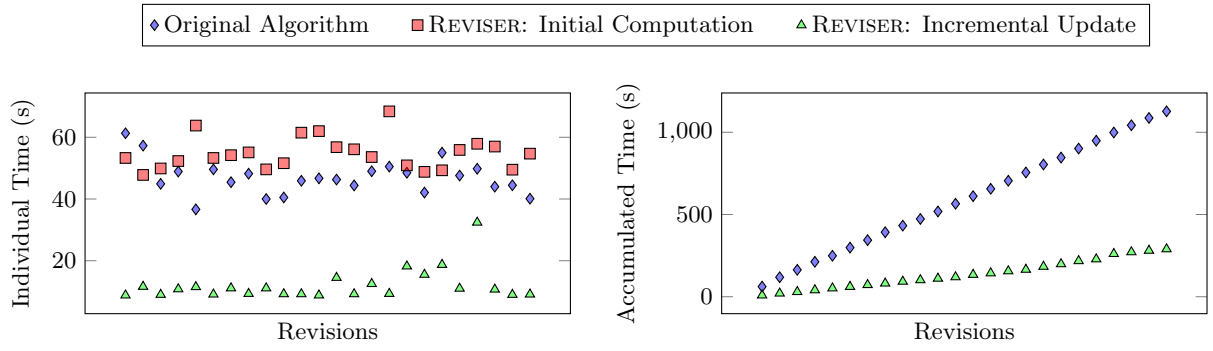 Original Algorithm REVISER: Initial Computation REVISER: Incremental Update
Individual Time (s)
60
40
20
Revisions
Accumulated Time (s)
1,000
500
0
Revisions